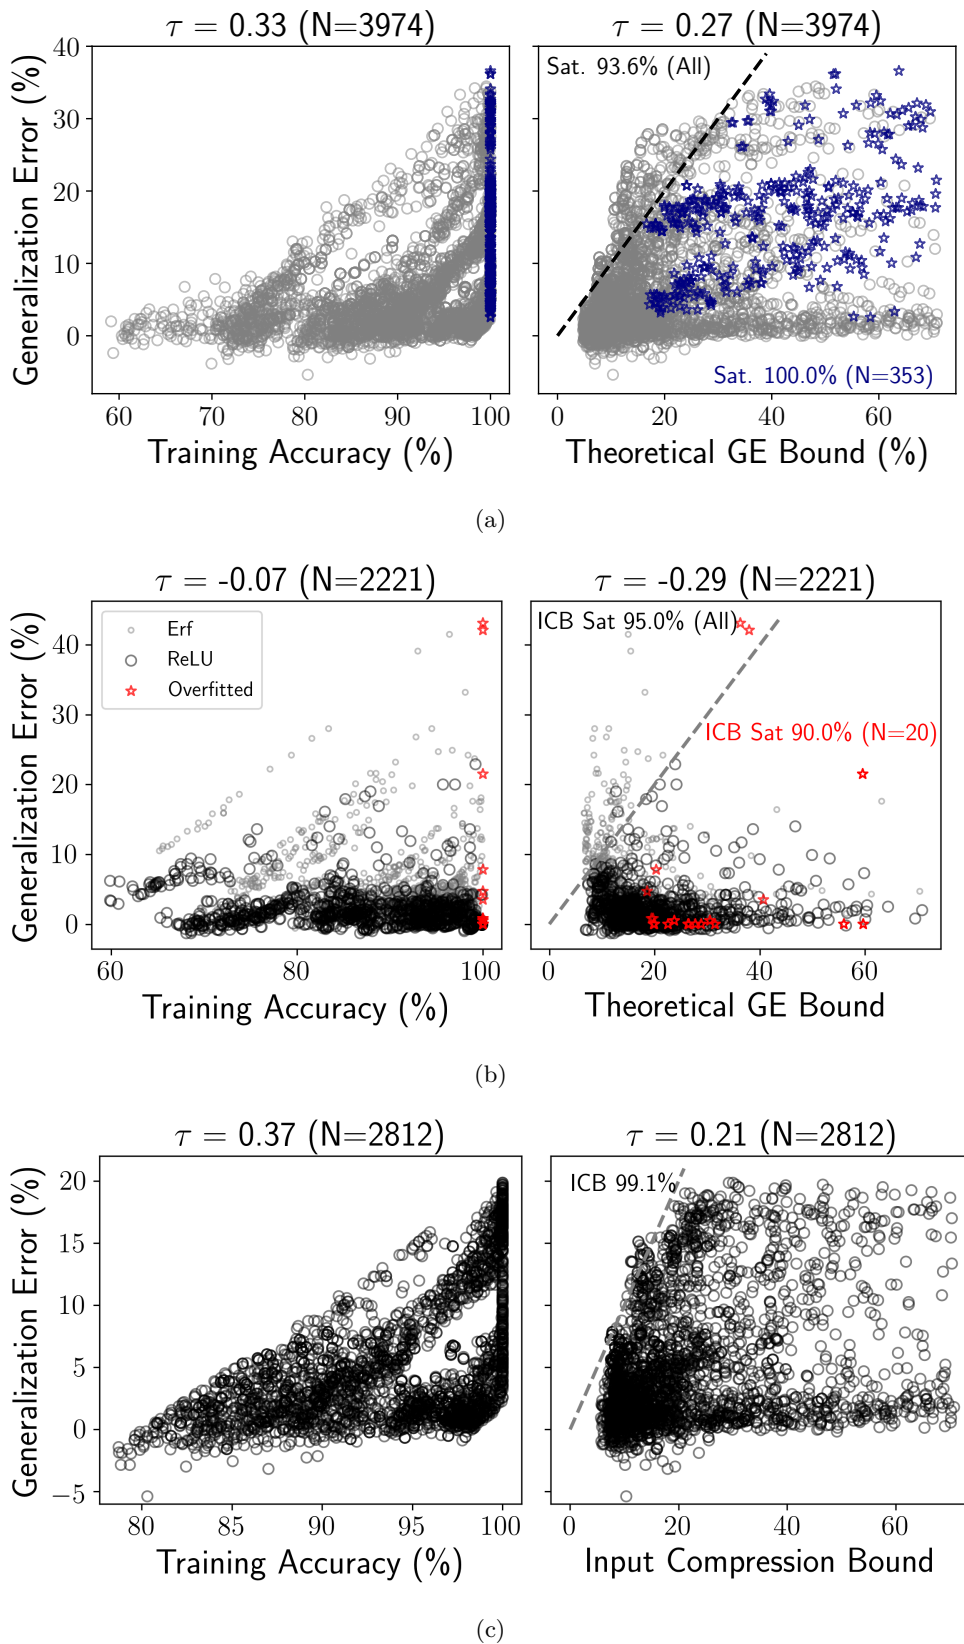 τ = 0.33 (N=3974)
τ = 0.27 (N=3974)
Generalization Error (%)
40
30
20
10
0
60
70
80
90
100
Training Accuracy (%)
Sat. 93.6% (All)
Sat. 100.0% (N=353)
0
20
40
60
Theoretical GE Bound (%)
(a)
τ = -0.07 (N=2221)
τ = -0.29 (N=2221)
Generalization Error (%)
40
30
20
10
0
Erf
ReLU
Overfitted
60
80
100
Training Accuracy (%)
ICB Sat 95.0% (All)
ICB Sat 90.0% (N=20)
0
20
40
60
Theoretical GE Bound
(b)
τ = 0.37 (N=2812)
τ = 0.21 (N=2812)
Generalization Error (%)
20
15
10
5
0
−5
80
85
90
95
100
Training Accuracy (%)
ICB 99.1%
0
20
40
60
Input Compression Bound
(c)